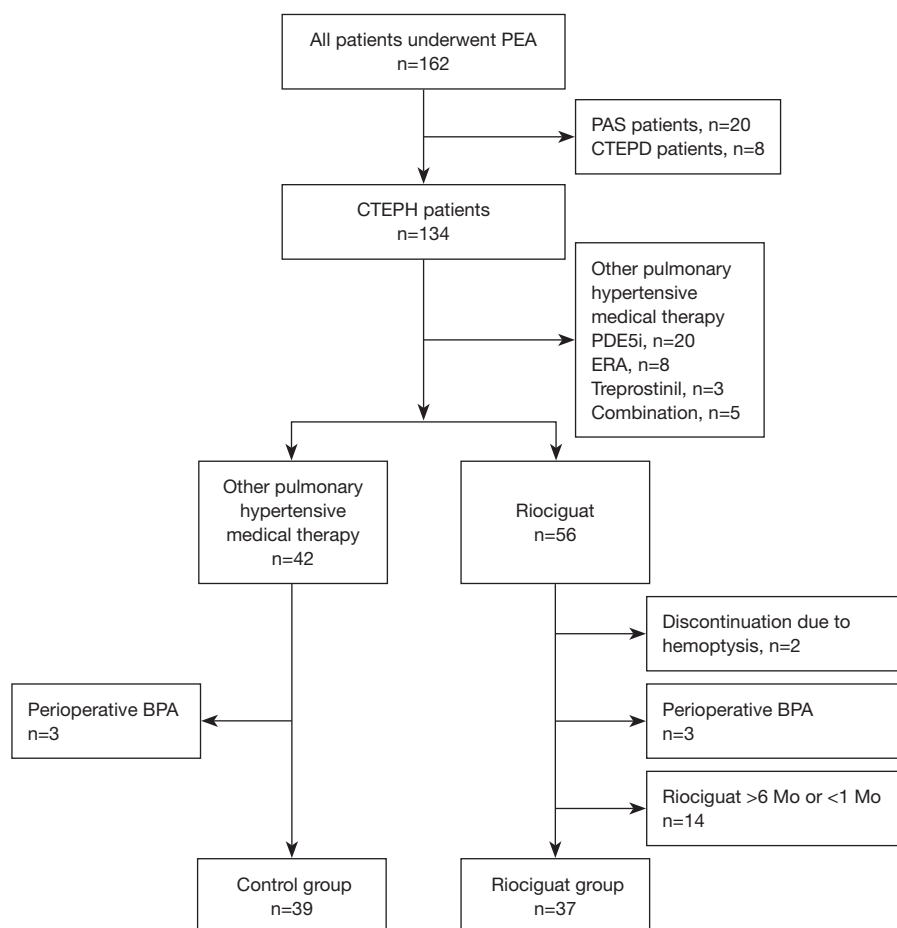 All patients underwent PEA
n=162
PAS patients, n=20
CTEPD patients, n=8
CTEPH patients
n=134
Other pulmonary
hypertensive
medical therapy
PDE5i, n=20
ERA, n=8
Treprostinil, n=3
Combination, n=5
Other pulmonary
hypertensive
medical therapy
n=42
Riociguat
n=56
Discontinuation due to
hemoptysis, n=2
Perioperative BPA
n=3
Perioperative BPA
n=3
Riociguat >6 Mo or <1 Mo
n=14
Control group
n=39
Riociguat group
n=37